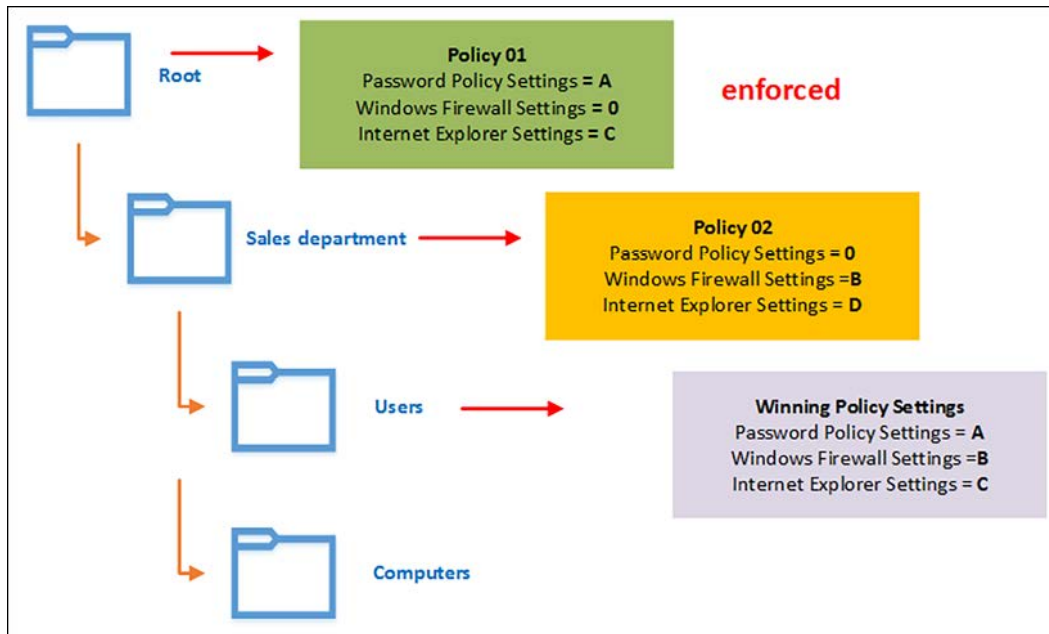 Root
Policy 01
Password Policy Settings = A
Windows Firewall Settings = 0
Internet Explorer Settings = C
enforced
Sales department
Policy 02
Password Policy Settings = 0
Windows Firewall Settings =B
Internet Explorer Settings = D
Users
Winning Policy Settings
Password Policy Settings = A
Windows Firewall Settings =B
Internet Explorer Settings = C
Computers